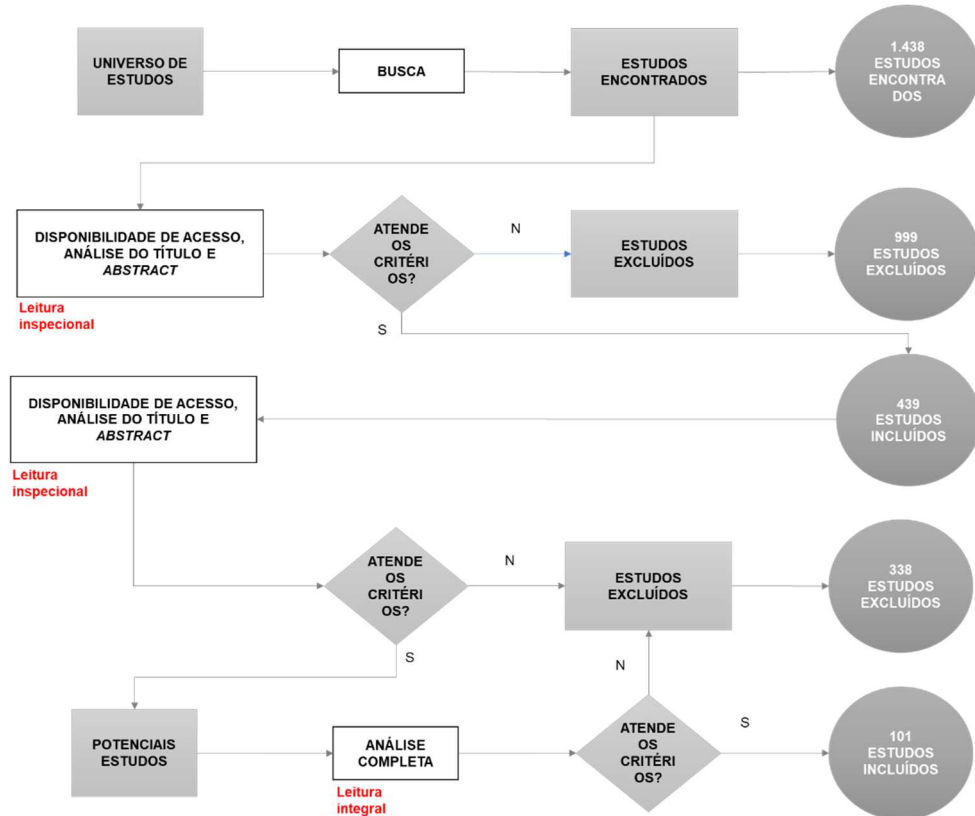 UNIVERSO DE
ESTUDOS
BUSCA
ESTUDOS
ENCONTRADOS
1.438
ESTUDOS
ENCONTRA
DOS
DISPONIBILIDADE DE ACESSO,
ANÁLISE DO TÍTULO E
ABSTRACT
Leitura
inspecional
ATENDE
OS
CRITÉRI
OS?
N
S
ESTUDOS
EXCLUÍDOS
999
ESTUDOS
EXCLUÍDOS
439
ESTUDOS
INCLUÍDOS
DISPONIBILIDADE DE ACESSO,
ANÁLISE DO TÍTULO E
ABSTRACT
Leitura
inspecional
ATENDE
OS
CRITÉRI
OS?
N
S
ESTUDOS
EXCLUÍDOS
338
ESTUDOS
EXCLUÍDOS
POTENCIAIS
ESTUDOS
ANÁLISE
COMPLETA
Leitura
integral
ATENDE
OS
CRITÉRI
OS?
N
S
101
ESTUDOS
INCLUÍDOS